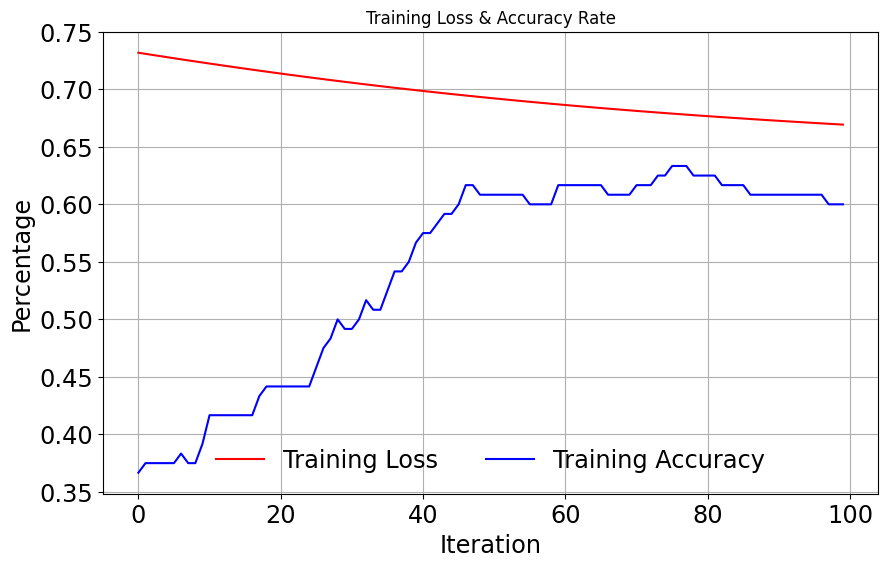 Training Loss & Accuracy Rate
0.75
0.70
0.65
0.60
0.55
0.50
0.45
0.40
0.35
Percentage
Training Loss
Training Accuracy
0 20 40 60 80 100
Iteration